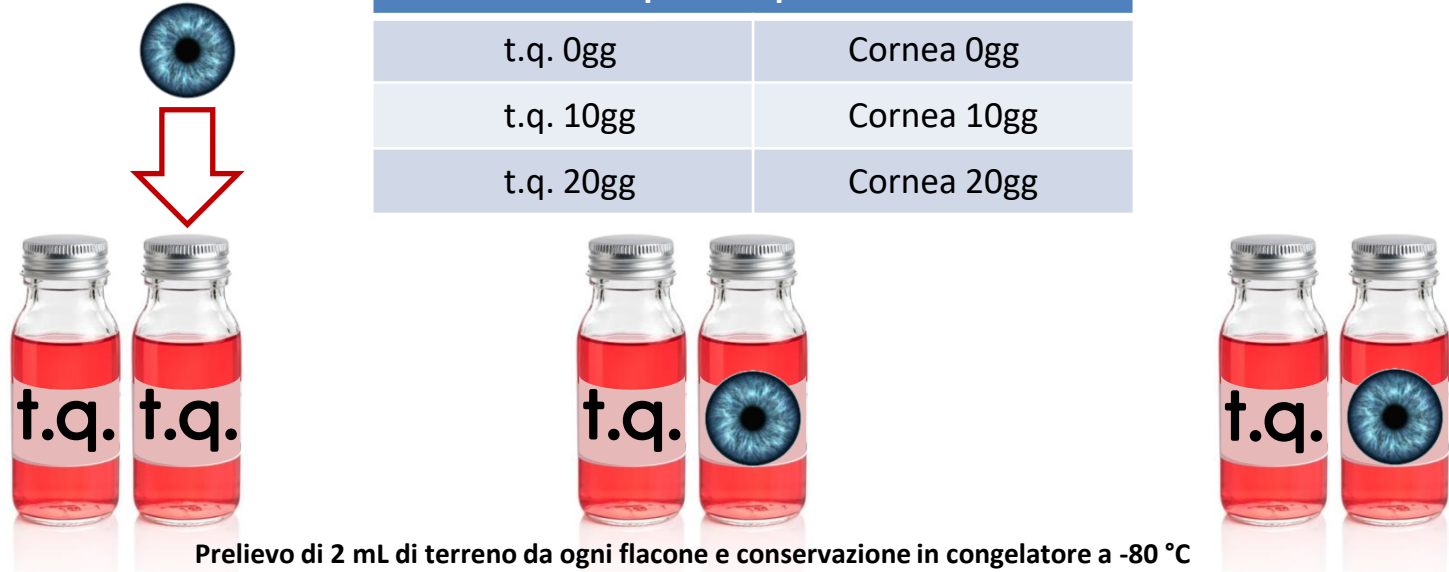 t.q. 0gg Cornea 0gg
t.q. 10gg Cornea 10gg
t.q. 20gg Cornea 20gg
t.q. t.q. t.q. t.q.
Prelievo di 2 mL di terreno da ogni flacone e conservazione in congelatore a -80 °C